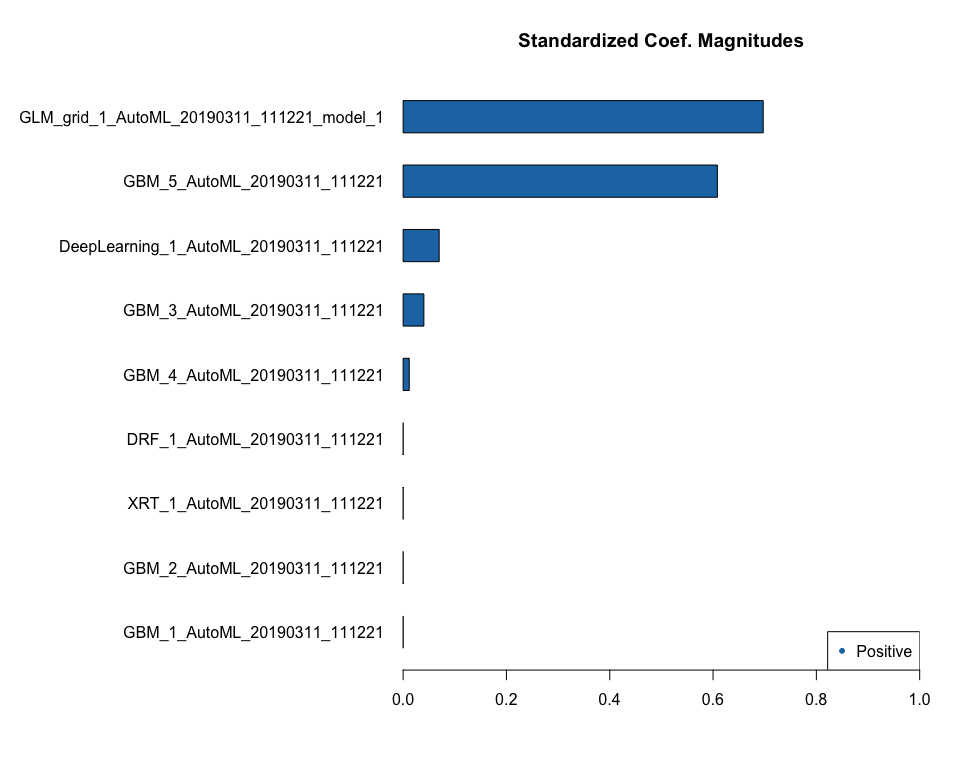 Standardized Coef. Magnitudes
GLM_grid_1_AutoML_20190311_111221_model_1
GBM_5_AutoML_20190311_111221
DeepLearning_1_AutoML_20190311_111221
GBM_3_AutoML_20190311_111221
GBM_4_AutoML_20190311_111221
DRF_1_AutoML_20190311_111221
XRT_1_AutoML_20190311_111221
GBM_2_AutoML_20190311_111221
GBM_1_AutoML_20190311_111221
Positive
0.0 0.2 0.4 0.6 0.8 1.0